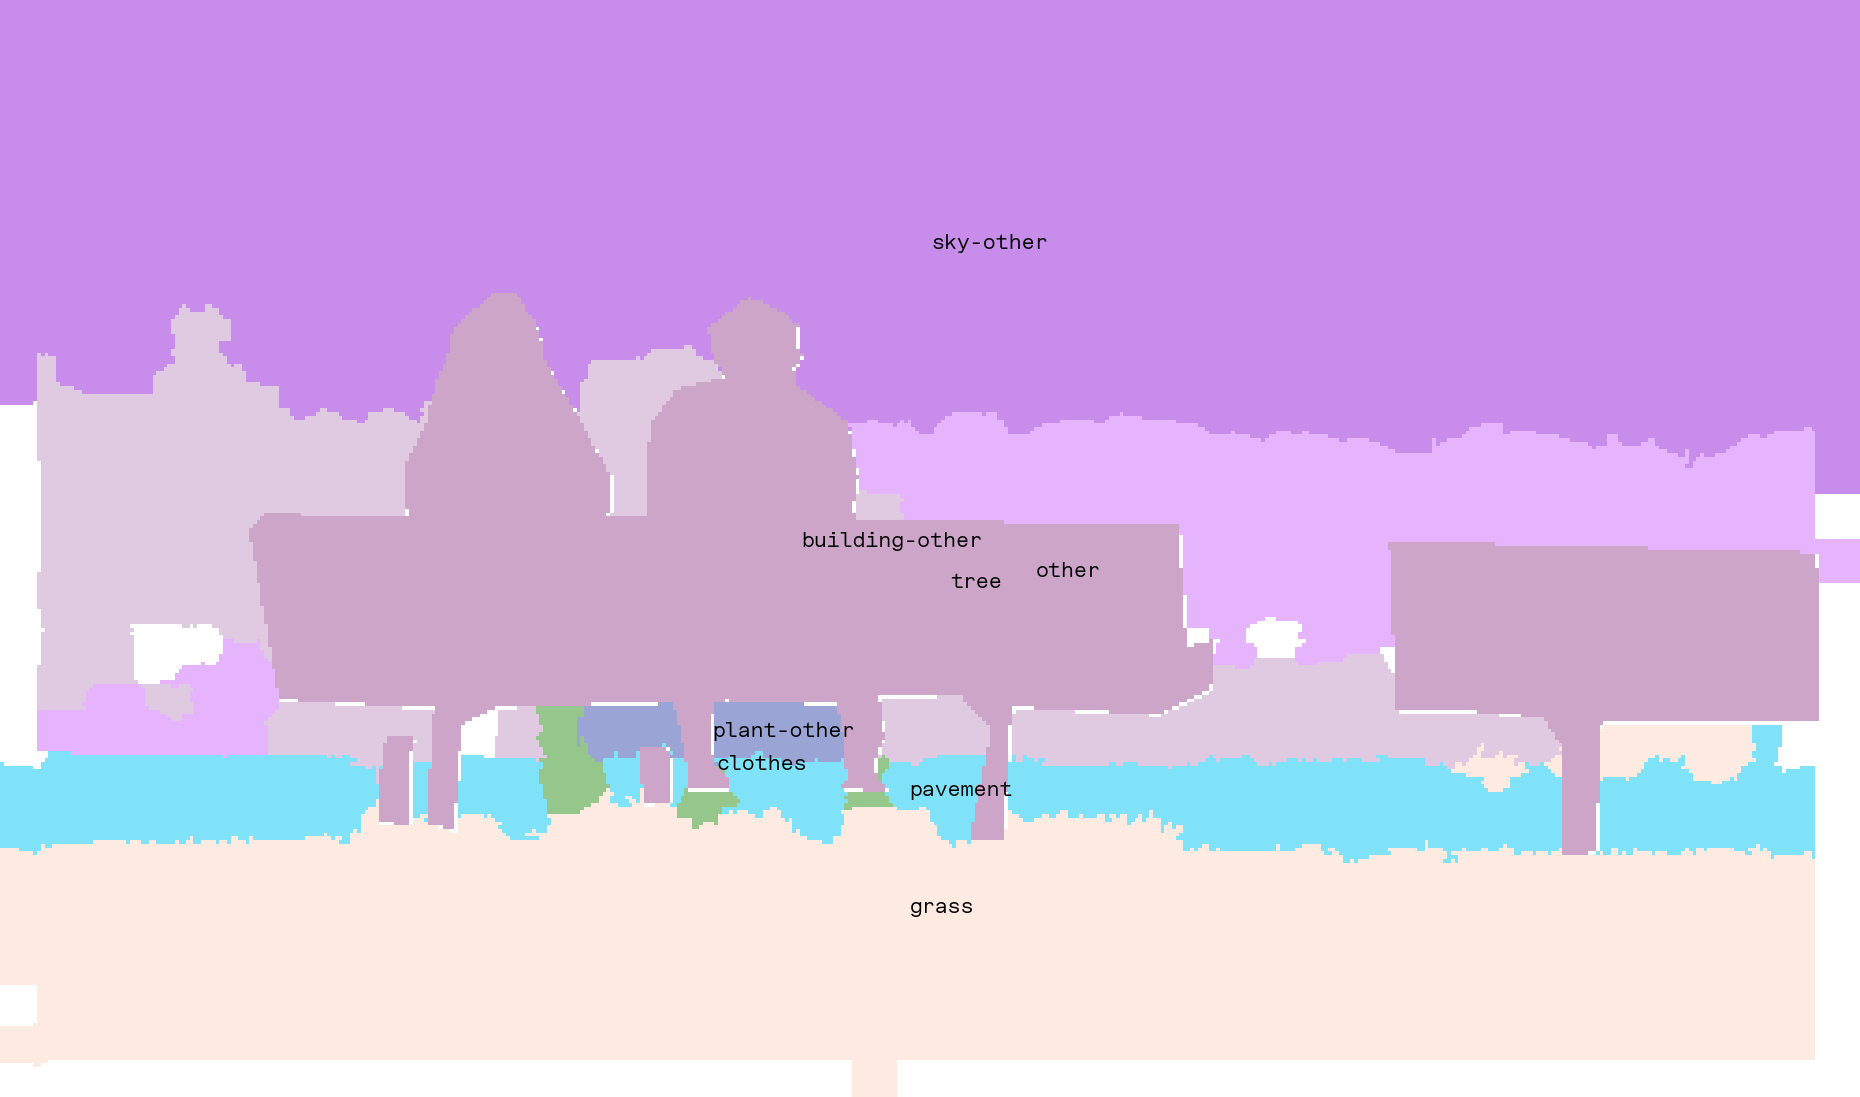 sky-other
building-other
other
tree
plant-other
clothes
pavement
grass